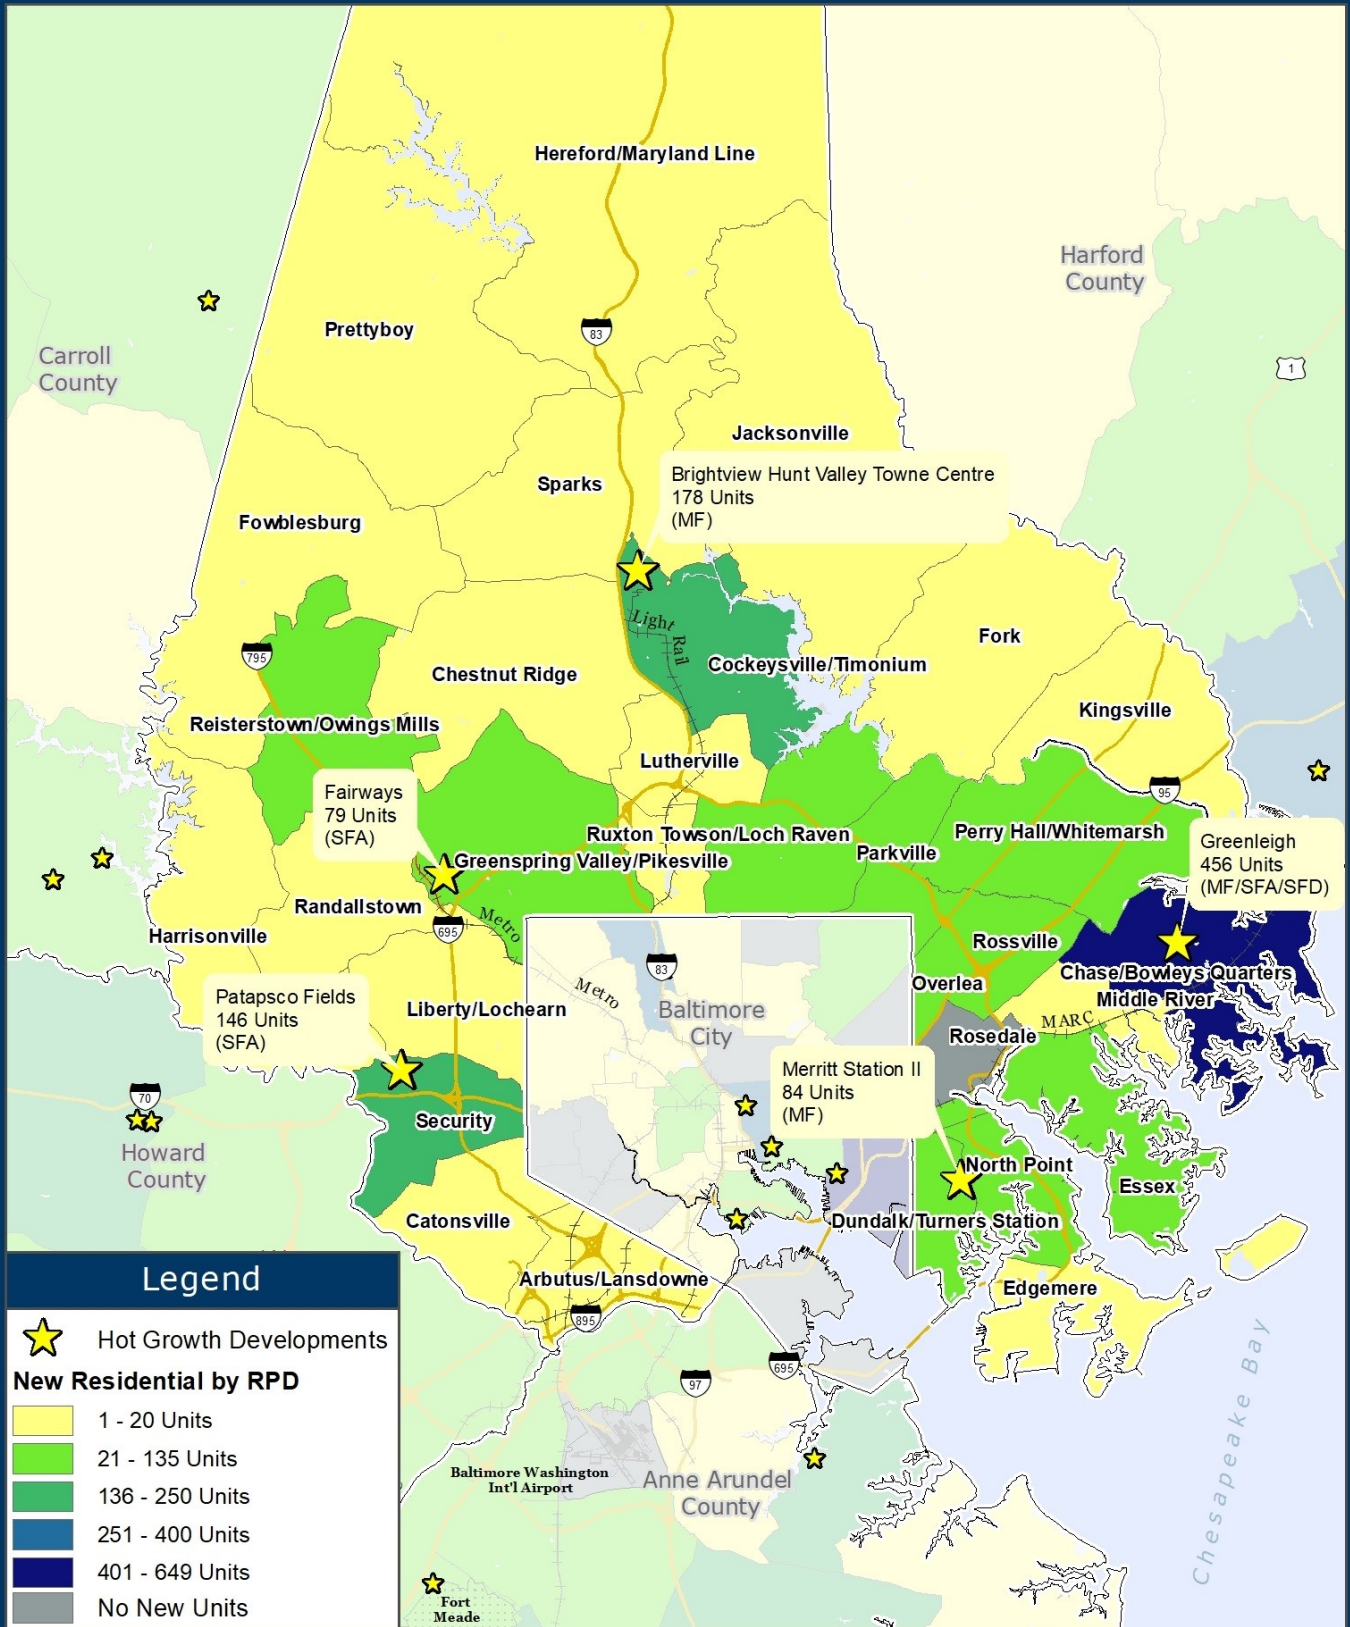 Hereford/Maryland Line
Harford
County
Prettyboy
83
Carroll
County
1
Jacksonville
Brightview Hunt Valley Towne Centre
178 Units
(MF)
Sparks
Fowblesburg
Light Rail
Fork
795
Chestnut Ridge
Cockeysville/Timonium
Kingsville
Reisterstown/Owings Mills
Lutherville
95
Fairways
79 Units
(SFA)
Ruxton
Towson/Loch Raven
Perry Hall/Whitemarsh
Parkville
Greenleigh
456 Units
(MF/SFA/SFD)
Greenspring Valley/Pikesville
Randallstown
695
Metro
Harrisonville
Rossville
Chase/Bowleys Quarters
83
Metro
Overlea
Middle River
Patapsco Fields
146 Units
(SFA)
Liberty/Lochearn
Baltimore
City
MARC
Rosedale
Merritt Station II
84 Units
(MF)
70
Security
Howard
County
North Point
Essex
Catonsville
Dundalk/Turners Station
Arbutus/Lansdowne
Edgemere
895
695
97
Chesapeake Bay
Baltimore Washington
Int'l Airport
Anne Arundel
County
Fort
Meade
Legend
Hot Growth Developments
New Residential by RPD
1 - 20 Units
21 - 135 Units
136 - 250 Units
251 - 400 Units
401 - 649 Units
No New Units